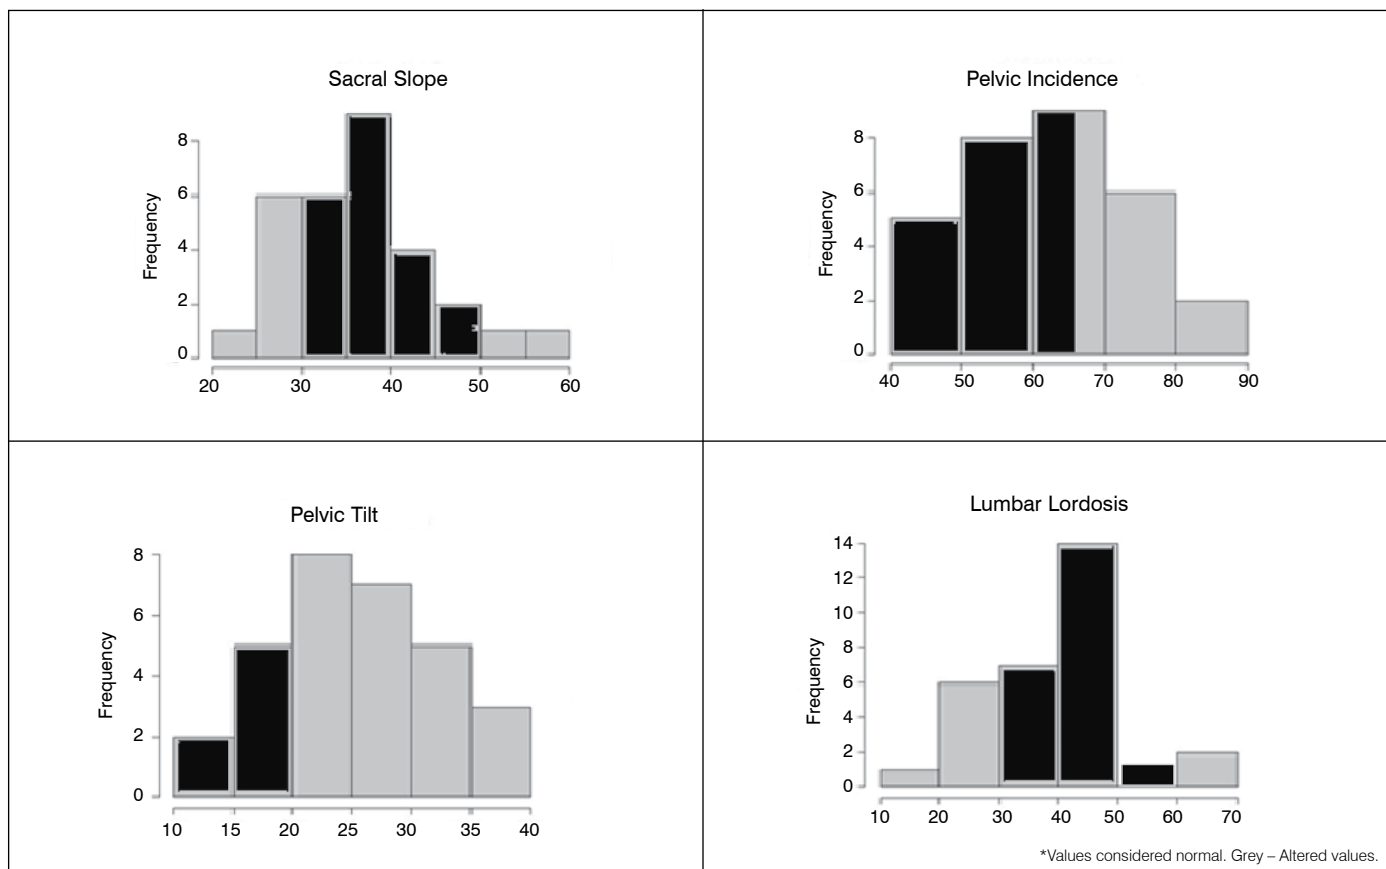 Sacral Slope
Frequency
8
6
4
2
0
20 30 40 50 60
Pelvic Incidence
Frequency
8
6
4
2
0
40 50 60 70 80 90
Pelvic Tilt
Frequency
8
6
4
2
0
10 15 20 25 30 35 40
Lumbar Lordosis
Frequency
14
12
10
8
6
4
2
0
10 20 30 40 50 60 70
*Values considered normal. Grey – Altered values.